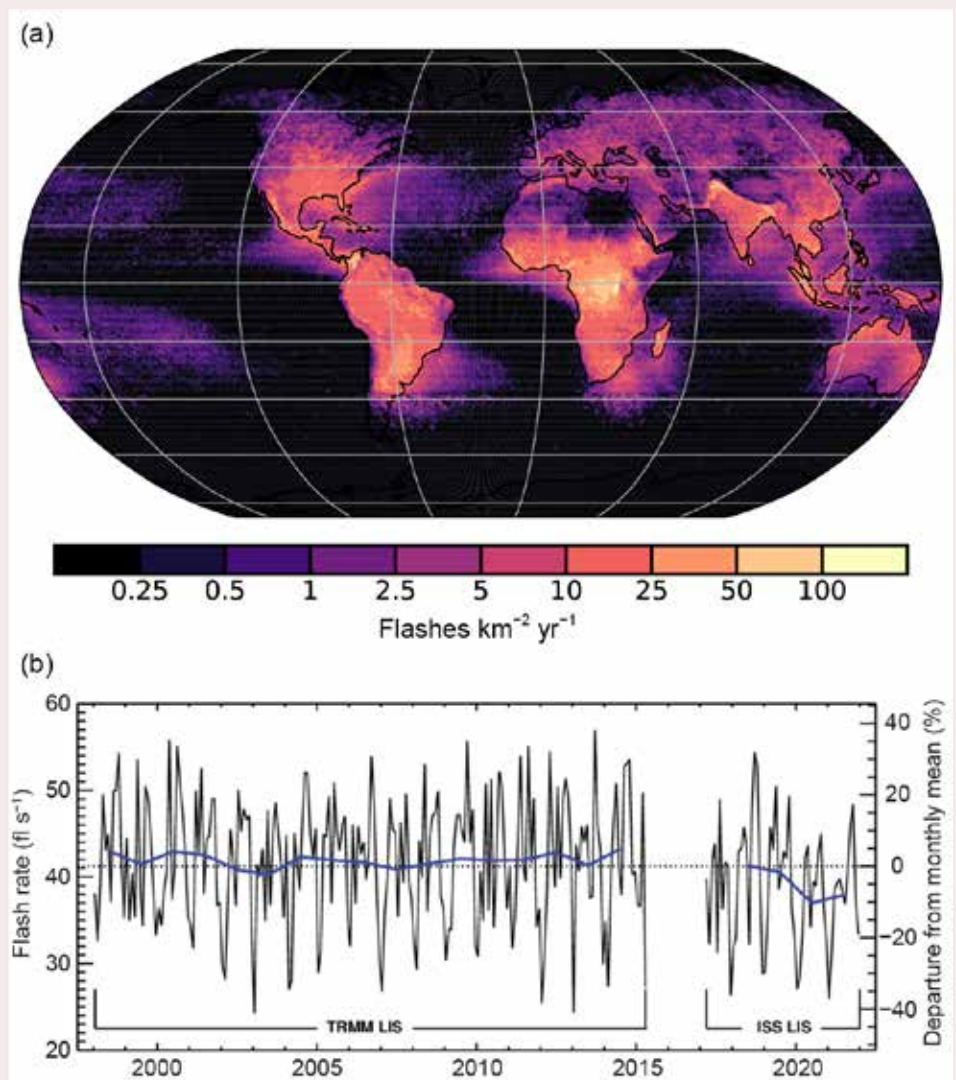 (a)
0.25 0.5 1 2.5 5 10 25 50 100
Flashes km⁻² yr⁻¹
(b)
60
50
40
30
20
Flash rate (fl s⁻¹)
40
20
0
−20
−40
Departure from monthly mean (%)
TRMM LIS ISS LIS
2000 2005 2010 2015 2020